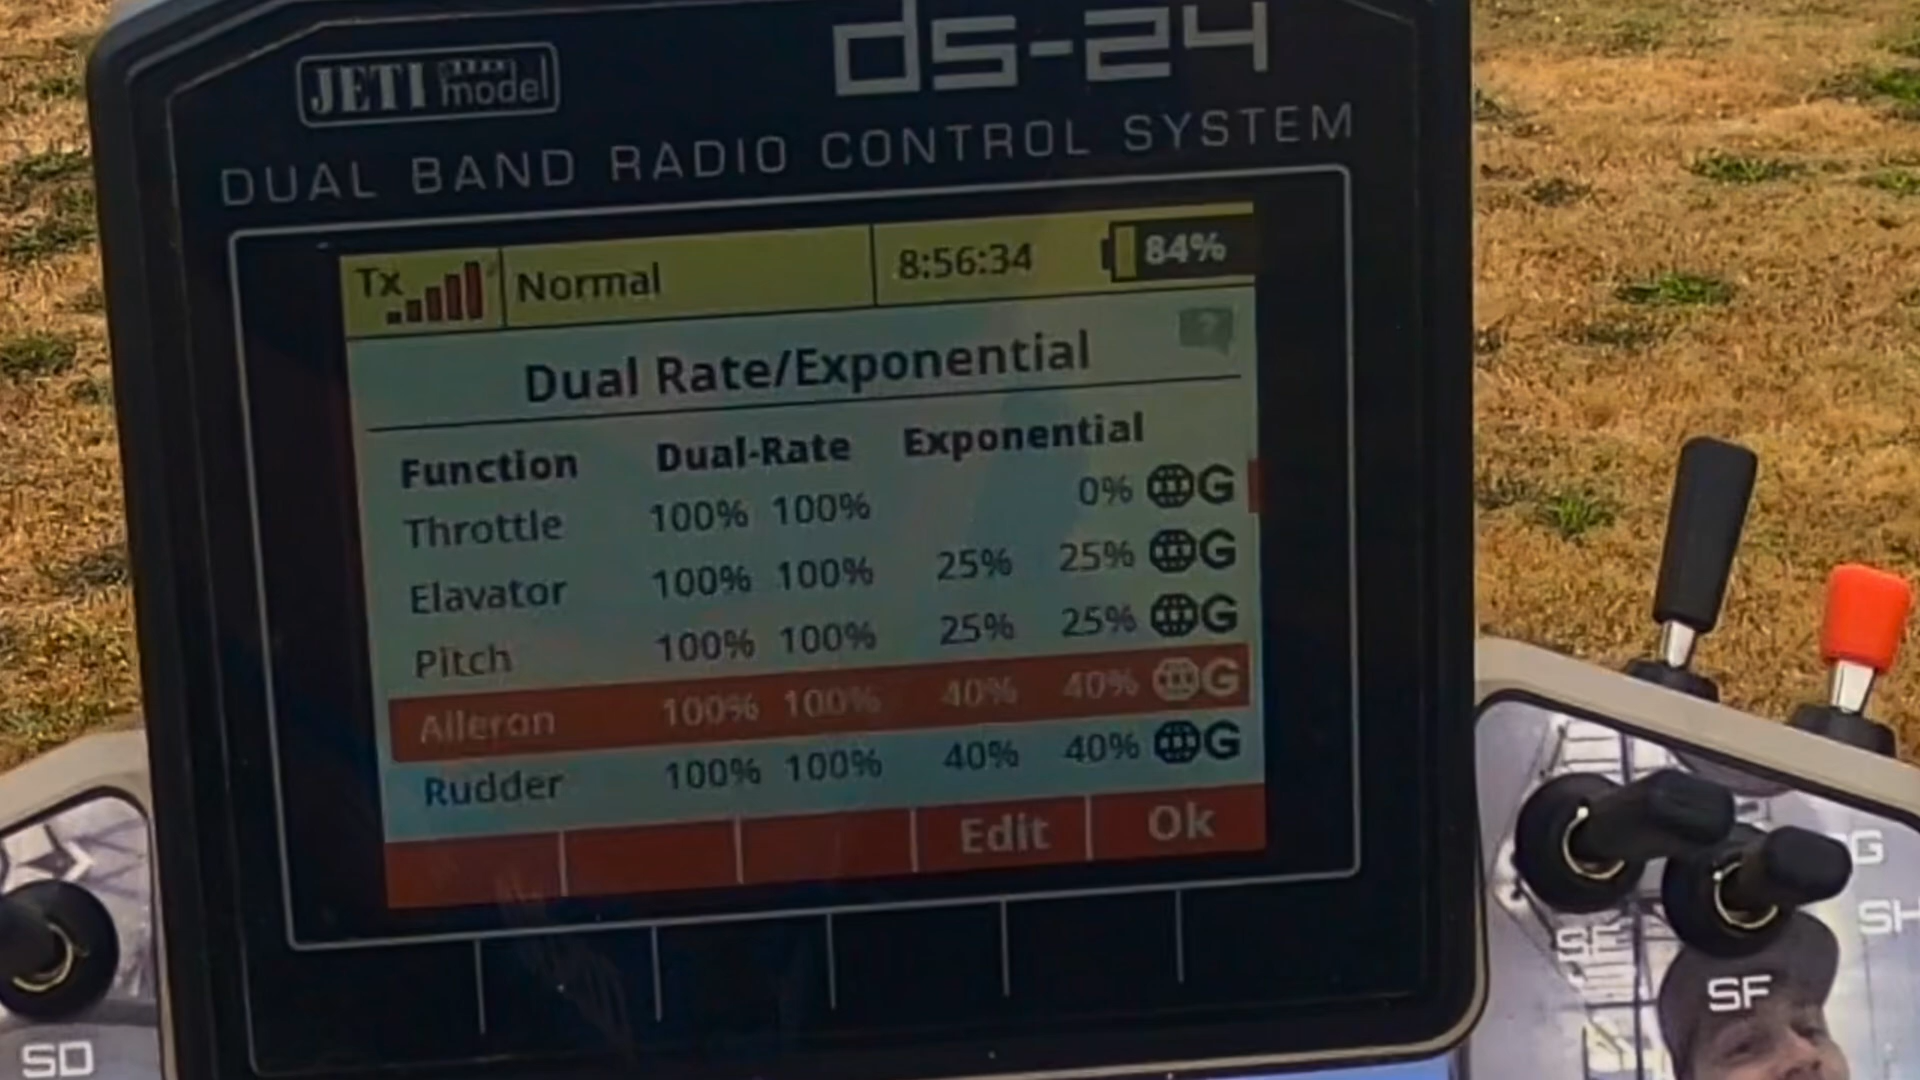 JETI model
ds-24
DUAL BAND RADIO CONTROL SYSTEM
Tx Normal 8:56:34 84%
Dual Rate/Exponential ?
Function Dual-Rate Exponential
Throttle 100% 100% 0% G
Elavator 100% 100% 25% 25% G
Pitch 100% 100% 25% 25% G
Aileron 100% 100% 40% 40% G
Rudder 100% 100% 40% 40% G
Edit Ok
SD
SE
SF
G
SH